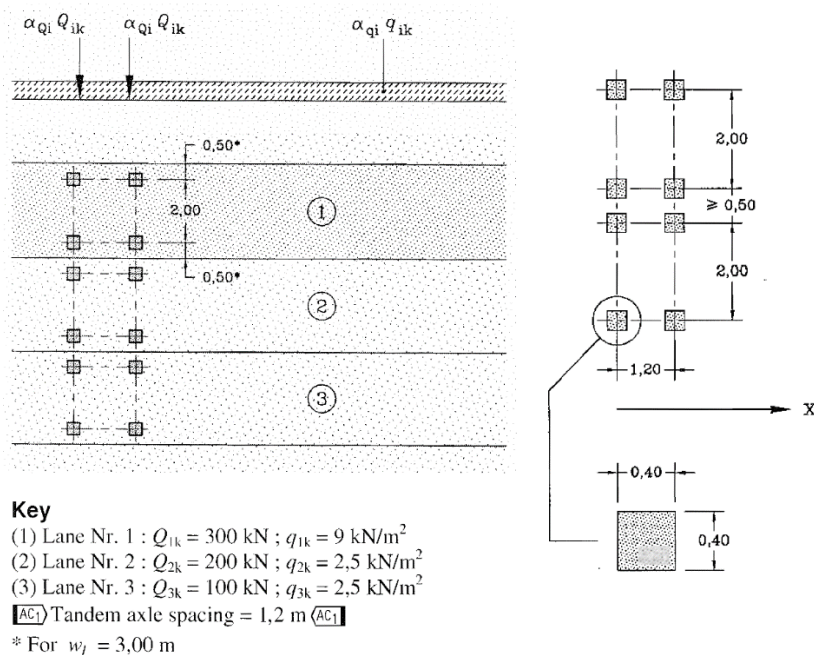 α_Qi Q_ik
α_Qi Q_ik
α_qi q_ik
0,50*
2,00
0,50*
1
2
3
2,00
⩾ 0,50
2,00
1,20
X
0,40
0,40
Key
(1) Lane Nr. 1 : Q_1k = 300 kN ; q_1k = 9 kN/m²
(2) Lane Nr. 2 : Q_2k = 200 kN ; q_2k = 2,5 kN/m²
(3) Lane Nr. 3 : Q_3k = 100 kN ; q_3k = 2,5 kN/m²
AC₁⟩ Tandem axle spacing = 1,2 m ⟨AC₁
* For w_l = 3,00 m